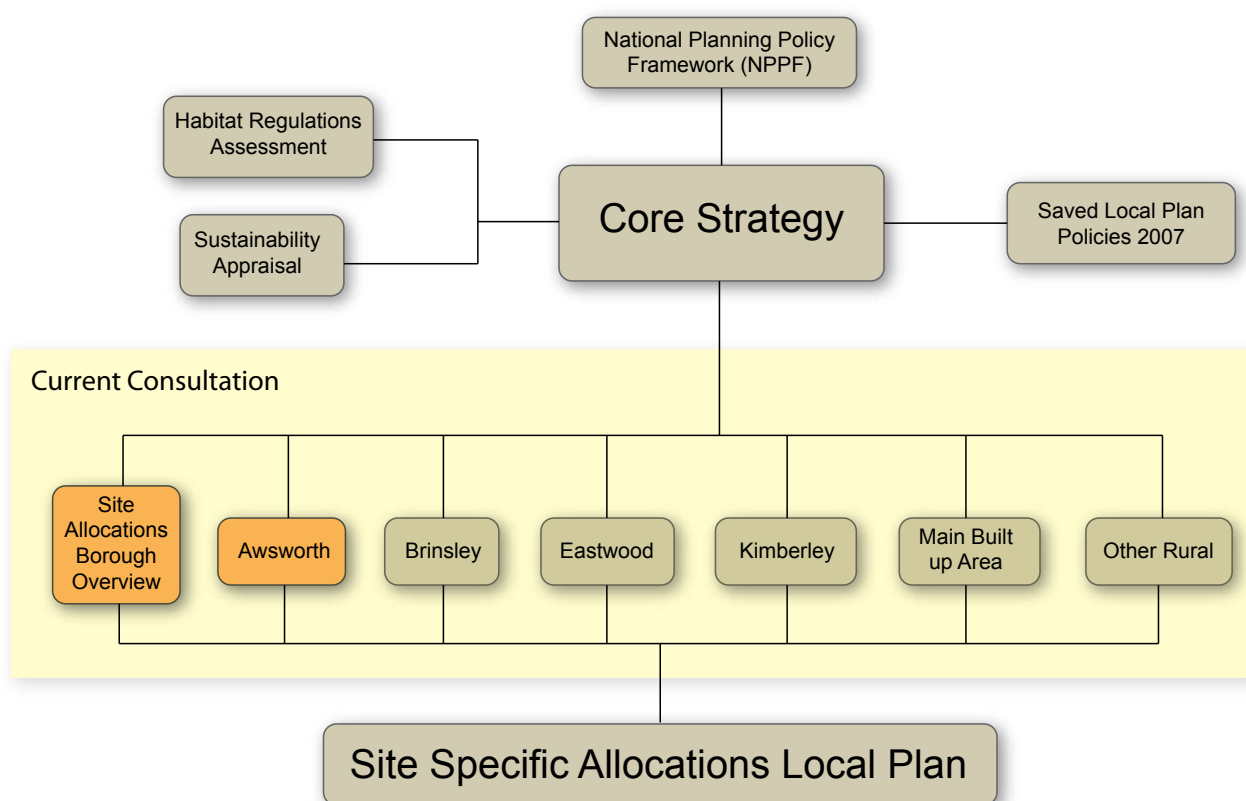 National Planning Policy
Framework (NPPF)
Habitat Regulations
Assessment
Core Strategy
Saved Local Plan
Policies 2007
Sustainability
Appraisal
Current Consultation
Site
Allocations
Borough
Overview
Awsworth
Brinsley
Eastwood
Kimberley
Main Built
up Area
Other Rural
Site Specific Allocations Local Plan